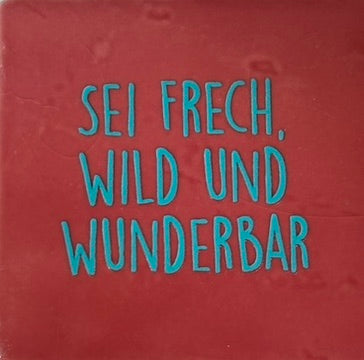 SEI FRECH,
WILD UND
WUNDERBAR